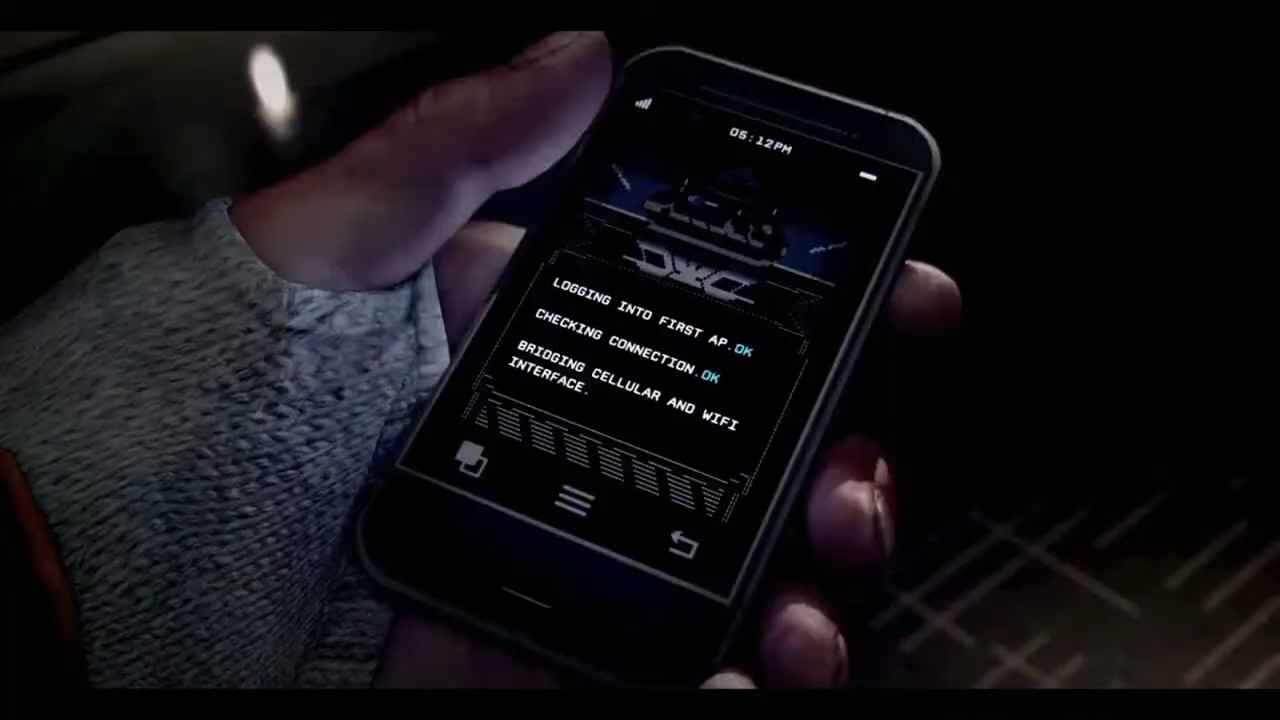 05:12PM
LOGGING INTO FIRST AP.OK
CHECKING CONNECTION.OK
BRIDGING CELLULAR AND WIFI
INTERFACE.